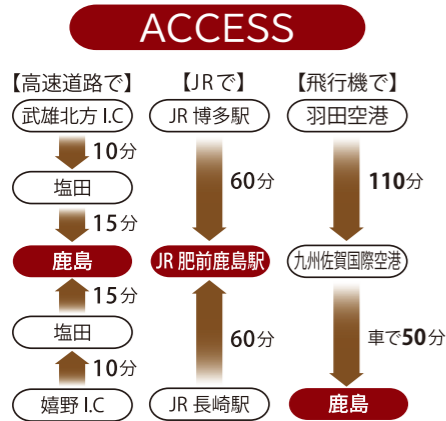 ACCESS
【高速道路で】
武雄北方 I.C
10分
塩田
15分
鹿島
15分
塩田
10分
嬉野 I.C
【JRで】
JR 博多駅
60分
JR 肥前鹿島駅
60分
JR 長崎駅
【飛行機で】
羽田空港
110分
九州佐賀国際空港
車で50分
鹿島